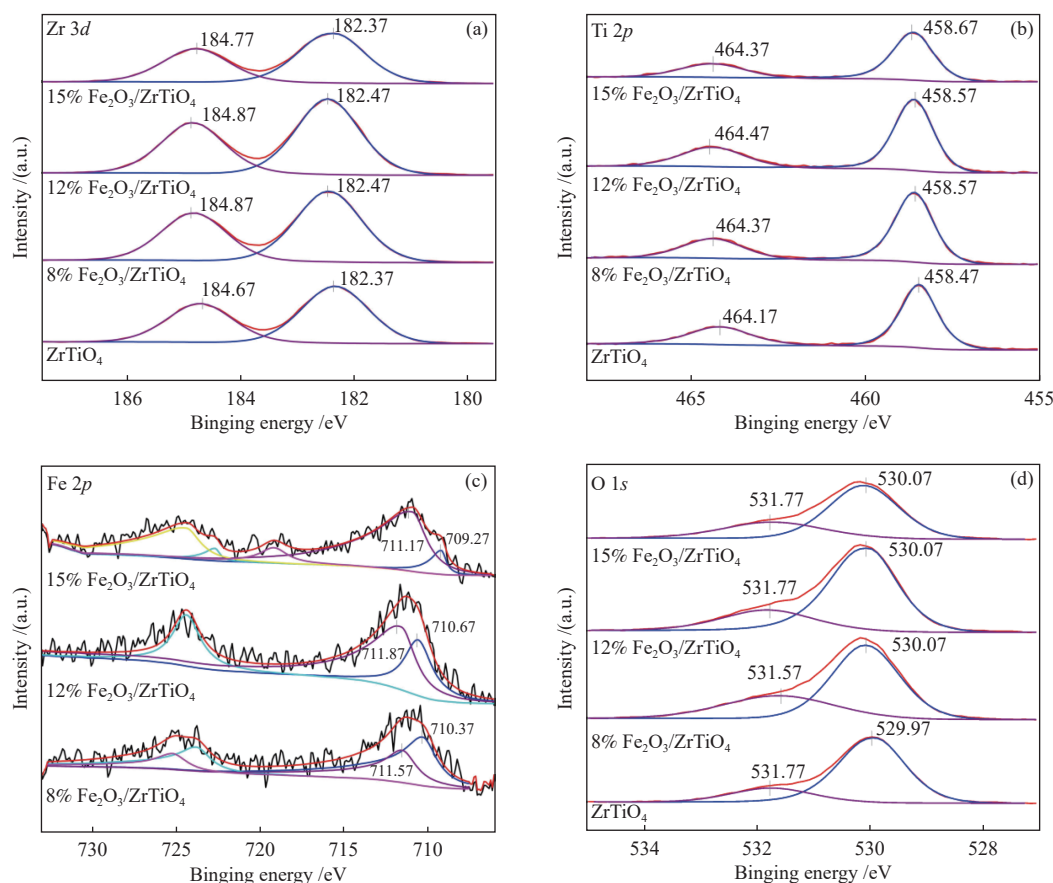 Zr 3d
(a)
184.77
182.37
15% Fe₂O₃/ZrTiO₄
184.87
182.47
12% Fe₂O₃/ZrTiO₄
184.87
182.47
8% Fe₂O₃/ZrTiO₄
184.67
182.37
ZrTiO₄
Intensity /(a.u.)
186 184 182 180
Binging energy /eV
Ti 2p
(b)
464.37
458.67
15% Fe₂O₃/ZrTiO₄
464.47
458.57
12% Fe₂O₃/ZrTiO₄
464.37
458.57
8% Fe₂O₃/ZrTiO₄
464.17
458.47
ZrTiO₄
Intensity /(a.u.)
465 460 455
Binging energy /eV
Fe 2p
(c)
711.17
709.27
15% Fe₂O₃/ZrTiO₄
711.87
710.67
12% Fe₂O₃/ZrTiO₄
711.57
710.37
8% Fe₂O₃/ZrTiO₄
Intensity /(a.u.)
730 725 720 715 710
Binging energy /eV
O 1s
(d)
531.77
530.07
15% Fe₂O₃/ZrTiO₄
531.77
530.07
12% Fe₂O₃/ZrTiO₄
531.57
530.07
8% Fe₂O₃/ZrTiO₄
531.77
529.97
ZrTiO₄
Intensity /(a.u.)
534 532 530 528
Binging energy /eV